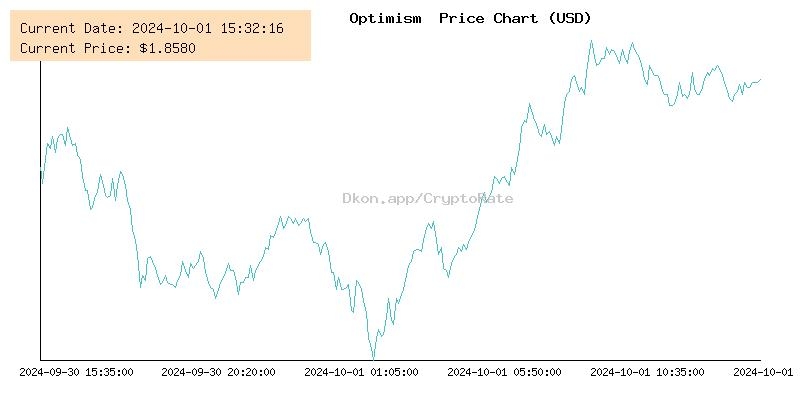 Optimism  Price Chart (USD)
Current Date: 2024-10-01 15:32:16
Current Price: $1.8580
Dkon.app/CryptoRate
2024-09-30 15:35:00 2024-09-30 20:20:00 2024-10-01 01:05:00 2024-10-01 05:50:00 2024-10-01 10:35:00 2024-10-01